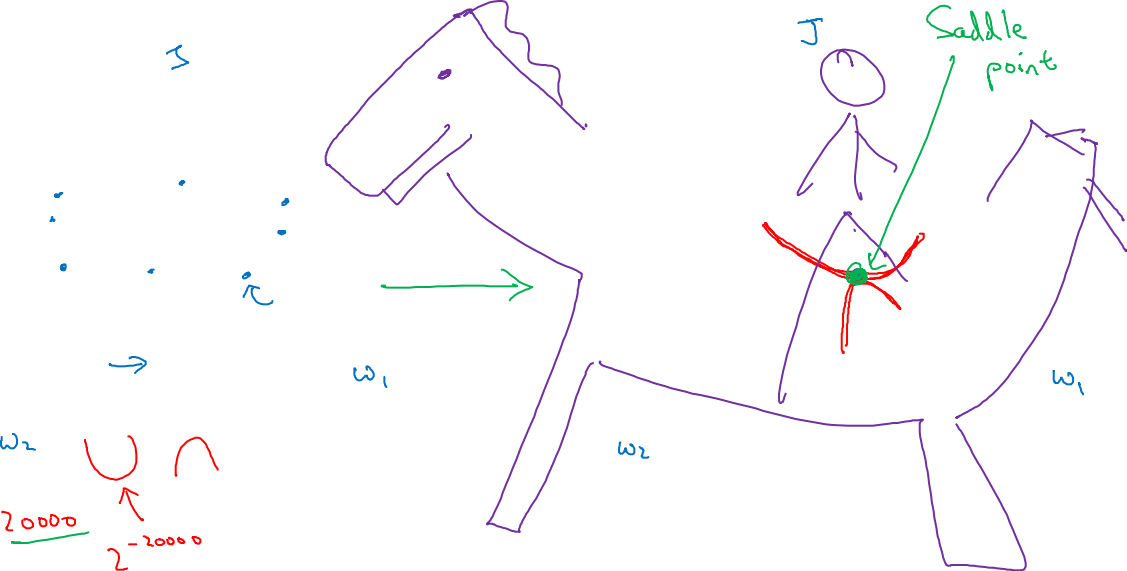 J
J
Saddle
point
w₁
w₁
w₂
w₂
20000
2⁻²⁰⁰⁰⁰